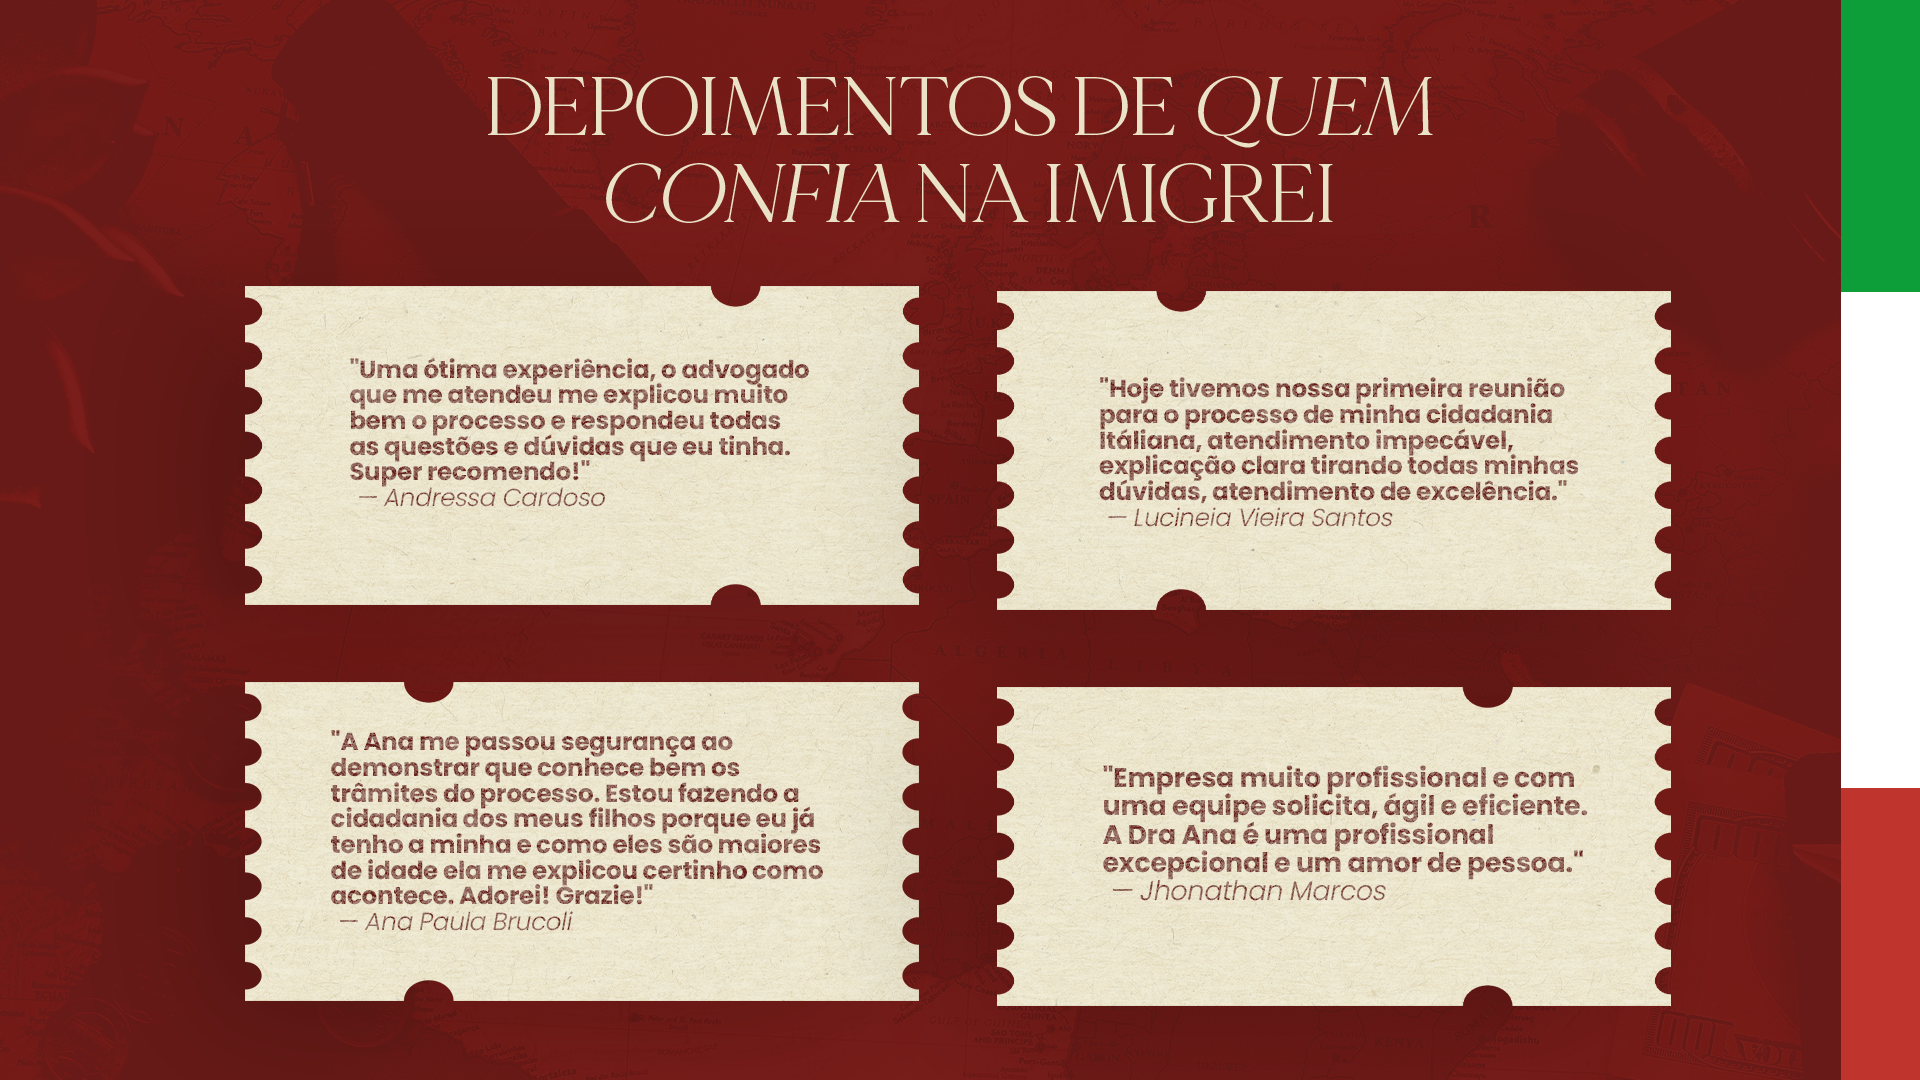 DEPOIMENTOS DE QUEM
CONFIA NA IMIGREI
"Uma ótima experiência, o advogado
que me atendeu me explicou muito
bem o processo e respondeu todas
as questões e dúvidas que eu tinha.
Super recomendo!"
— Andressa Cardoso
"Hoje tivemos nossa primeira reunião
para o processo de minha cidadania
Itáliana, atendimento impecável,
explicação clara tirando todas minhas
dúvidas, atendimento de excelência."
— Lucineia Vieira Santos
"A Ana me passou segurança ao
demonstrar que conhece bem os
trâmites do processo. Estou fazendo a
cidadania dos meus filhos porque eu já
tenho a minha e como eles são maiores
de idade ela me explicou certinho como
acontece. Adorei! Grazie!"
— Ana Paula Brucoli
"Empresa muito profissional e com
uma equipe solicita, ágil e eficiente.
A Dra Ana é uma profissional
excepcional e um amor de pessoa."
— Jhonathan Marcos
ALGERIA